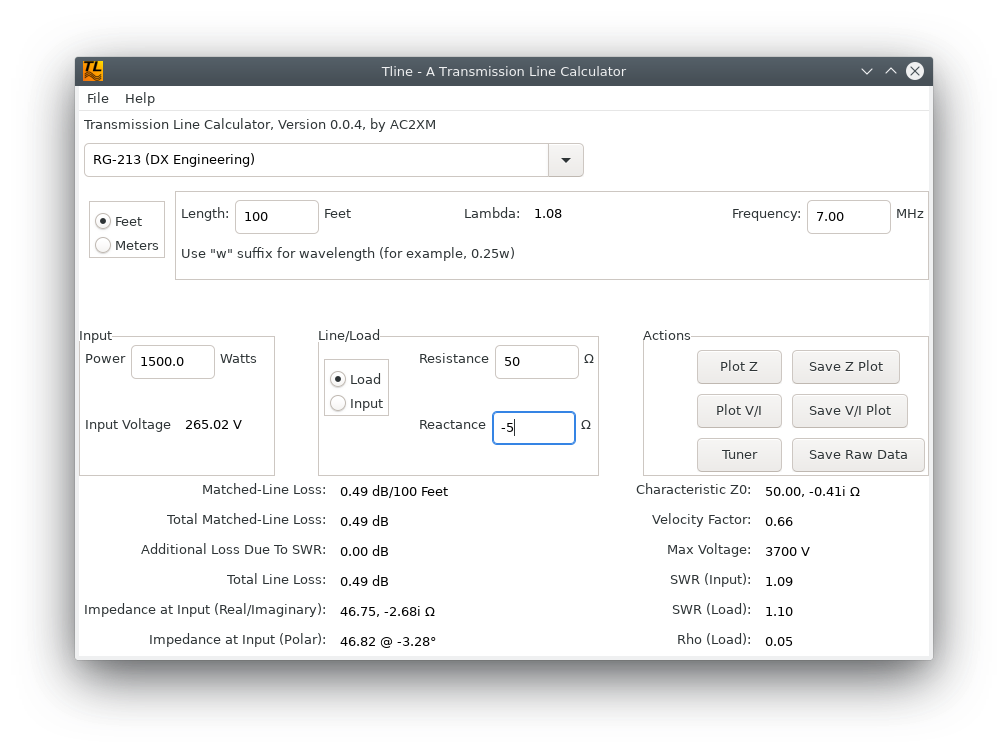 TL
Tline - A Transmission Line Calculator
File Help
Transmission Line Calculator, Version 0.0.4, by AC2XM
RG-213 (DX Engineering)
Feet
Meters
Length: 100 Feet Lambda: 1.08 Frequency: 7.00 MHz
Use "w" suffix for wavelength (for example, 0.25w)
Input
Power 1500.0 Watts
Input Voltage 265.02 V
Line/Load
Load
Input
Resistance 50 Ω
Reactance -5 Ω
Actions
Plot Z Save Z Plot
Plot V/I Save V/I Plot
Tuner Save Raw Data
Matched-Line Loss: 0.49 dB/100 Feet
Total Matched-Line Loss: 0.49 dB
Additional Loss Due To SWR: 0.00 dB
Total Line Loss: 0.49 dB
Impedance at Input (Real/Imaginary): 46.75, -2.68i Ω
Impedance at Input (Polar): 46.82 @ -3.28°
Characteristic Z0: 50.00, -0.41i Ω
Velocity Factor: 0.66
Max Voltage: 3700 V
SWR (Input): 1.09
SWR (Load): 1.10
Rho (Load): 0.05